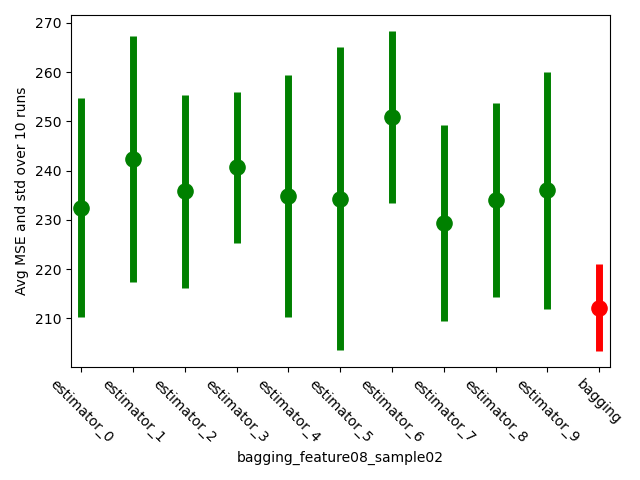 270
260
250
240
230
220
210
Avg MSE and std over 10 runs
estimator_0
estimator_1
estimator_2
estimator_3
estimator_4
estimator_5
estimator_6
estimator_7
estimator_8
estimator_9
bagging
bagging_feature08_sample02